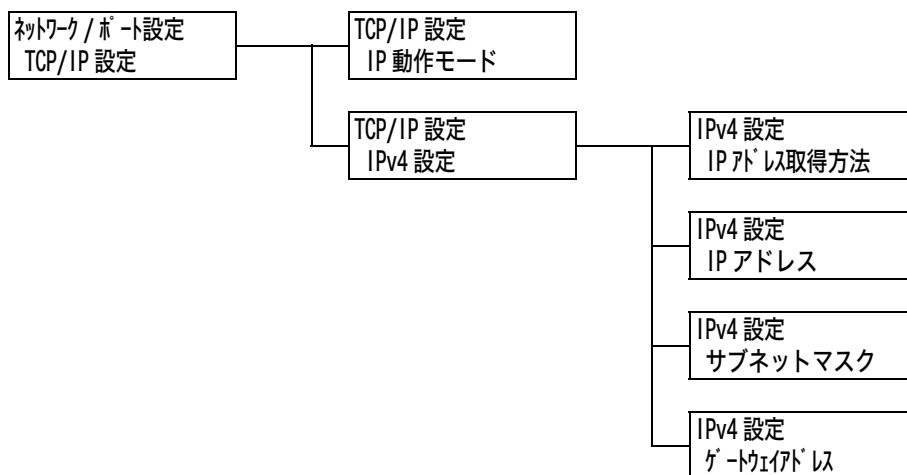 ﾈｯﾄﾜｰｸ / ﾎﾟｰﾄ設定
TCP/IP 設定
TCP/IP 設定
IP 動作モード
TCP/IP 設定
IPv4 設定
IPv4 設定
IP ｱﾄﾞﾚｽ取得方法
IPv4 設定
IP アドレス
IPv4 設定
サブネットマスク
IPv4 設定
ｹﾞｰﾄｳｪｲｱﾄﾞﾚｽ